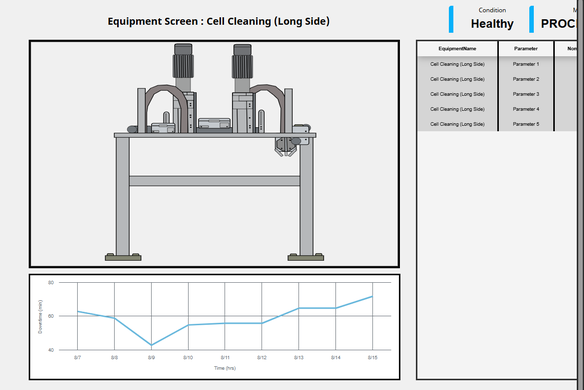 Equipment Screen : Cell Cleaning (Long Side)
Condition
Healthy
PROC
EquipmentName Parameter Non
Cell Cleaning (Long Side) Parameter 1
Cell Cleaning (Long Side) Parameter 2
Cell Cleaning (Long Side) Parameter 3
Cell Cleaning (Long Side) Parameter 4
Cell Cleaning (Long Side) Parameter 5
80
60
40
Downtime (min)
8/7 8/8 8/9 8/10 8/11 8/12 8/13 8/14 8/15
Time (hrs)